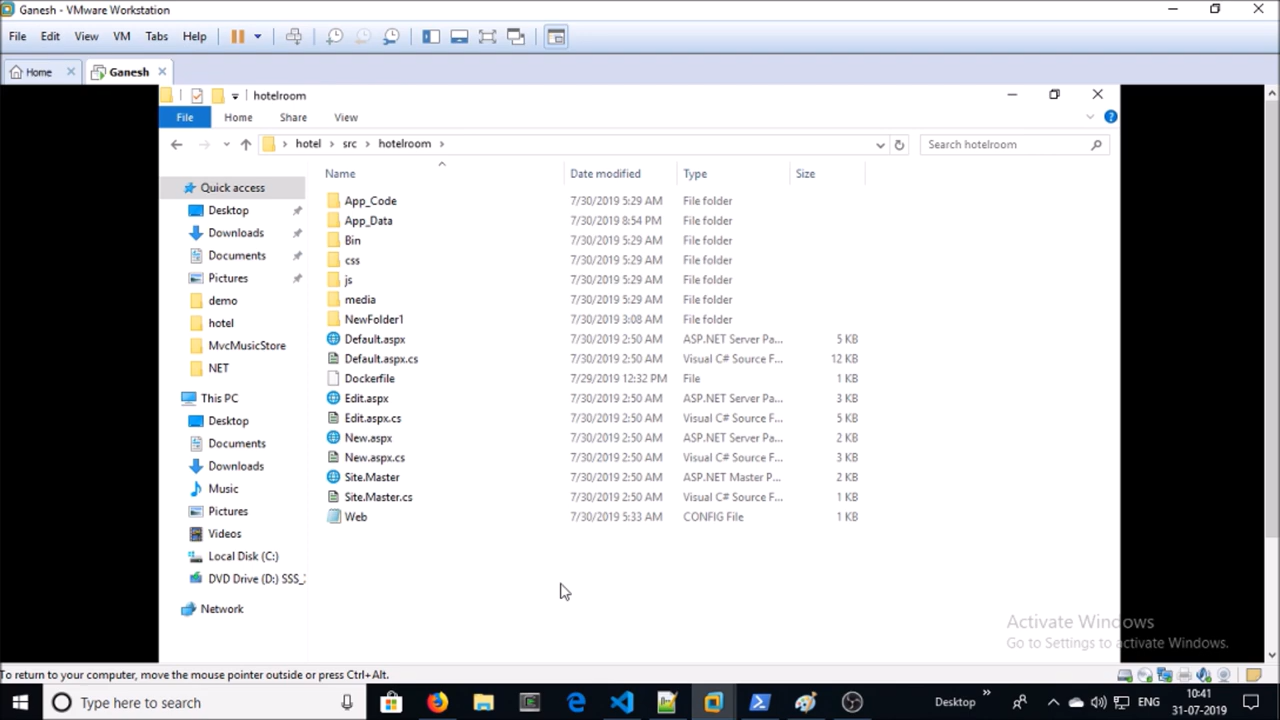 Ganesh - VMware Workstation
File Edit View VM Tabs Help
Home Ganesh
hotelroom
File Home Share View
hotel src hotelroom Search hotelroom
Name Date modified Type Size
Quick access
Desktop
Downloads
Documents
Pictures
demo
hotel
MvcMusicStore
NET
This PC
Desktop
Documents
Downloads
Music
Pictures
Videos
Local Disk (C:)
DVD Drive (D:) SSS_
Network
App_Code 7/30/2019 5:29 AM File folder
App_Data 7/30/2019 8:54 PM File folder
Bin 7/30/2019 5:29 AM File folder
css 7/30/2019 5:29 AM File folder
js 7/30/2019 5:29 AM File folder
media 7/30/2019 5:29 AM File folder
NewFolder1 7/30/2019 3:08 AM File folder
Default.aspx 7/30/2019 2:50 AM ASP.NET Server Pa... 5 KB
Default.aspx.cs 7/30/2019 2:50 AM Visual C# Source F... 12 KB
Dockerfile 7/29/2019 12:32 PM File 1 KB
Edit.aspx 7/30/2019 2:50 AM ASP.NET Server Pa... 3 KB
Edit.aspx.cs 7/30/2019 2:50 AM Visual C# Source F... 5 KB
New.aspx 7/30/2019 2:50 AM ASP.NET Server Pa... 2 KB
New.aspx.cs 7/30/2019 2:50 AM Visual C# Source F... 3 KB
Site.Master 7/30/2019 2:50 AM ASP.NET Master P... 2 KB
Site.Master.cs 7/30/2019 2:50 AM Visual C# Source F... 1 KB
Web 7/30/2019 5:33 AM CONFIG File 1 KB
Activate Windows
Go to Settings to activate Windows.
To return to your computer, move the mouse pointer outside or press Ctrl+Alt.
Type here to search Desktop ENG 10:41
31-07-2019